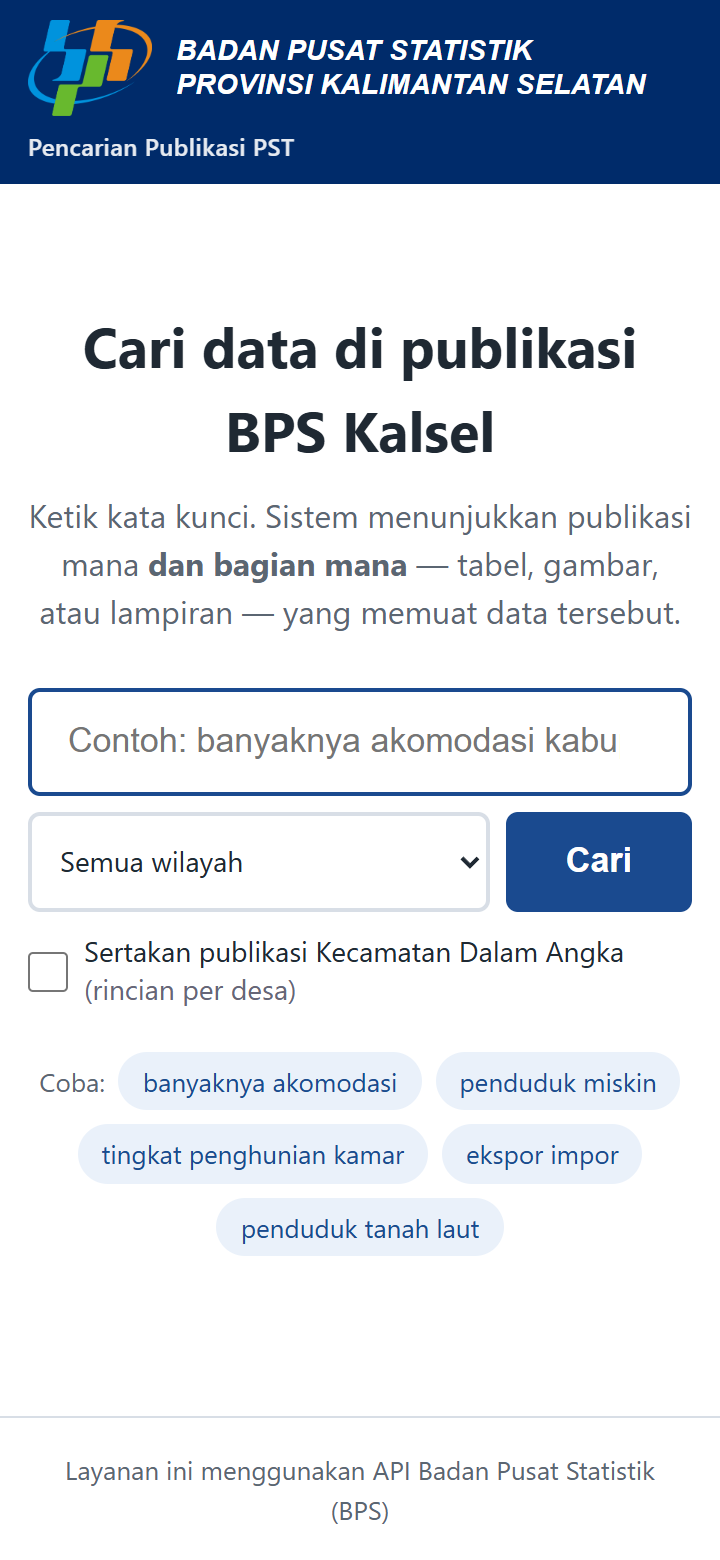 BADAN PUSAT STATISTIK
PROVINSI KALIMANTAN SELATAN
Pencarian Publikasi PST
Cari data di publikasi
BPS Kalsel
Ketik kata kunci. Sistem menunjukkan publikasi
mana dan bagian mana — tabel, gambar,
atau lampiran — yang memuat data tersebut.
Contoh: banyaknya akomodasi kabu
Semua wilayah
Cari
Sertakan publikasi Kecamatan Dalam Angka
(rincian per desa)
Coba: banyaknya akomodasi penduduk miskin
tingkat penghunian kamar ekspor impor
penduduk tanah laut
Layanan ini menggunakan API Badan Pusat Statistik
(BPS)